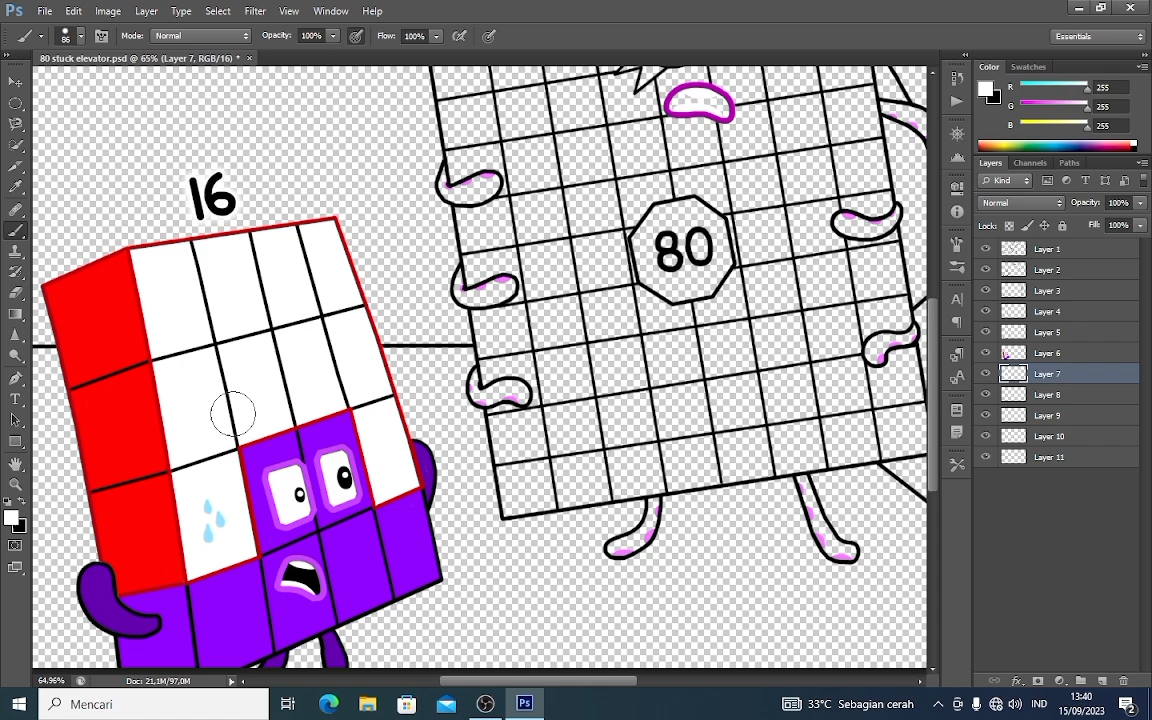 Ps File Edit Image Layer Type Select Filter View Window Help
86 Mode: Normal Opacity: 100% Flow: 100% Essentials
80 stuck elevator.psd @ 65% (Layer 7, RGB/16) *
Color Swatches
R 255
G 255
B 255
Layers Channels Paths
Kind
Normal Opacity: 100%
Lock: Fill: 100%
Layer 1
Layer 2
Layer 3
Layer 4
Layer 5
Layer 6
Layer 7
Layer 8
Layer 9
Layer 10
Layer 11
16
80
64,96% Doc: 21,1M/97,0M
Mencari Ps 33°C Sebagian cerah IND 13:40
15/09/2023 2